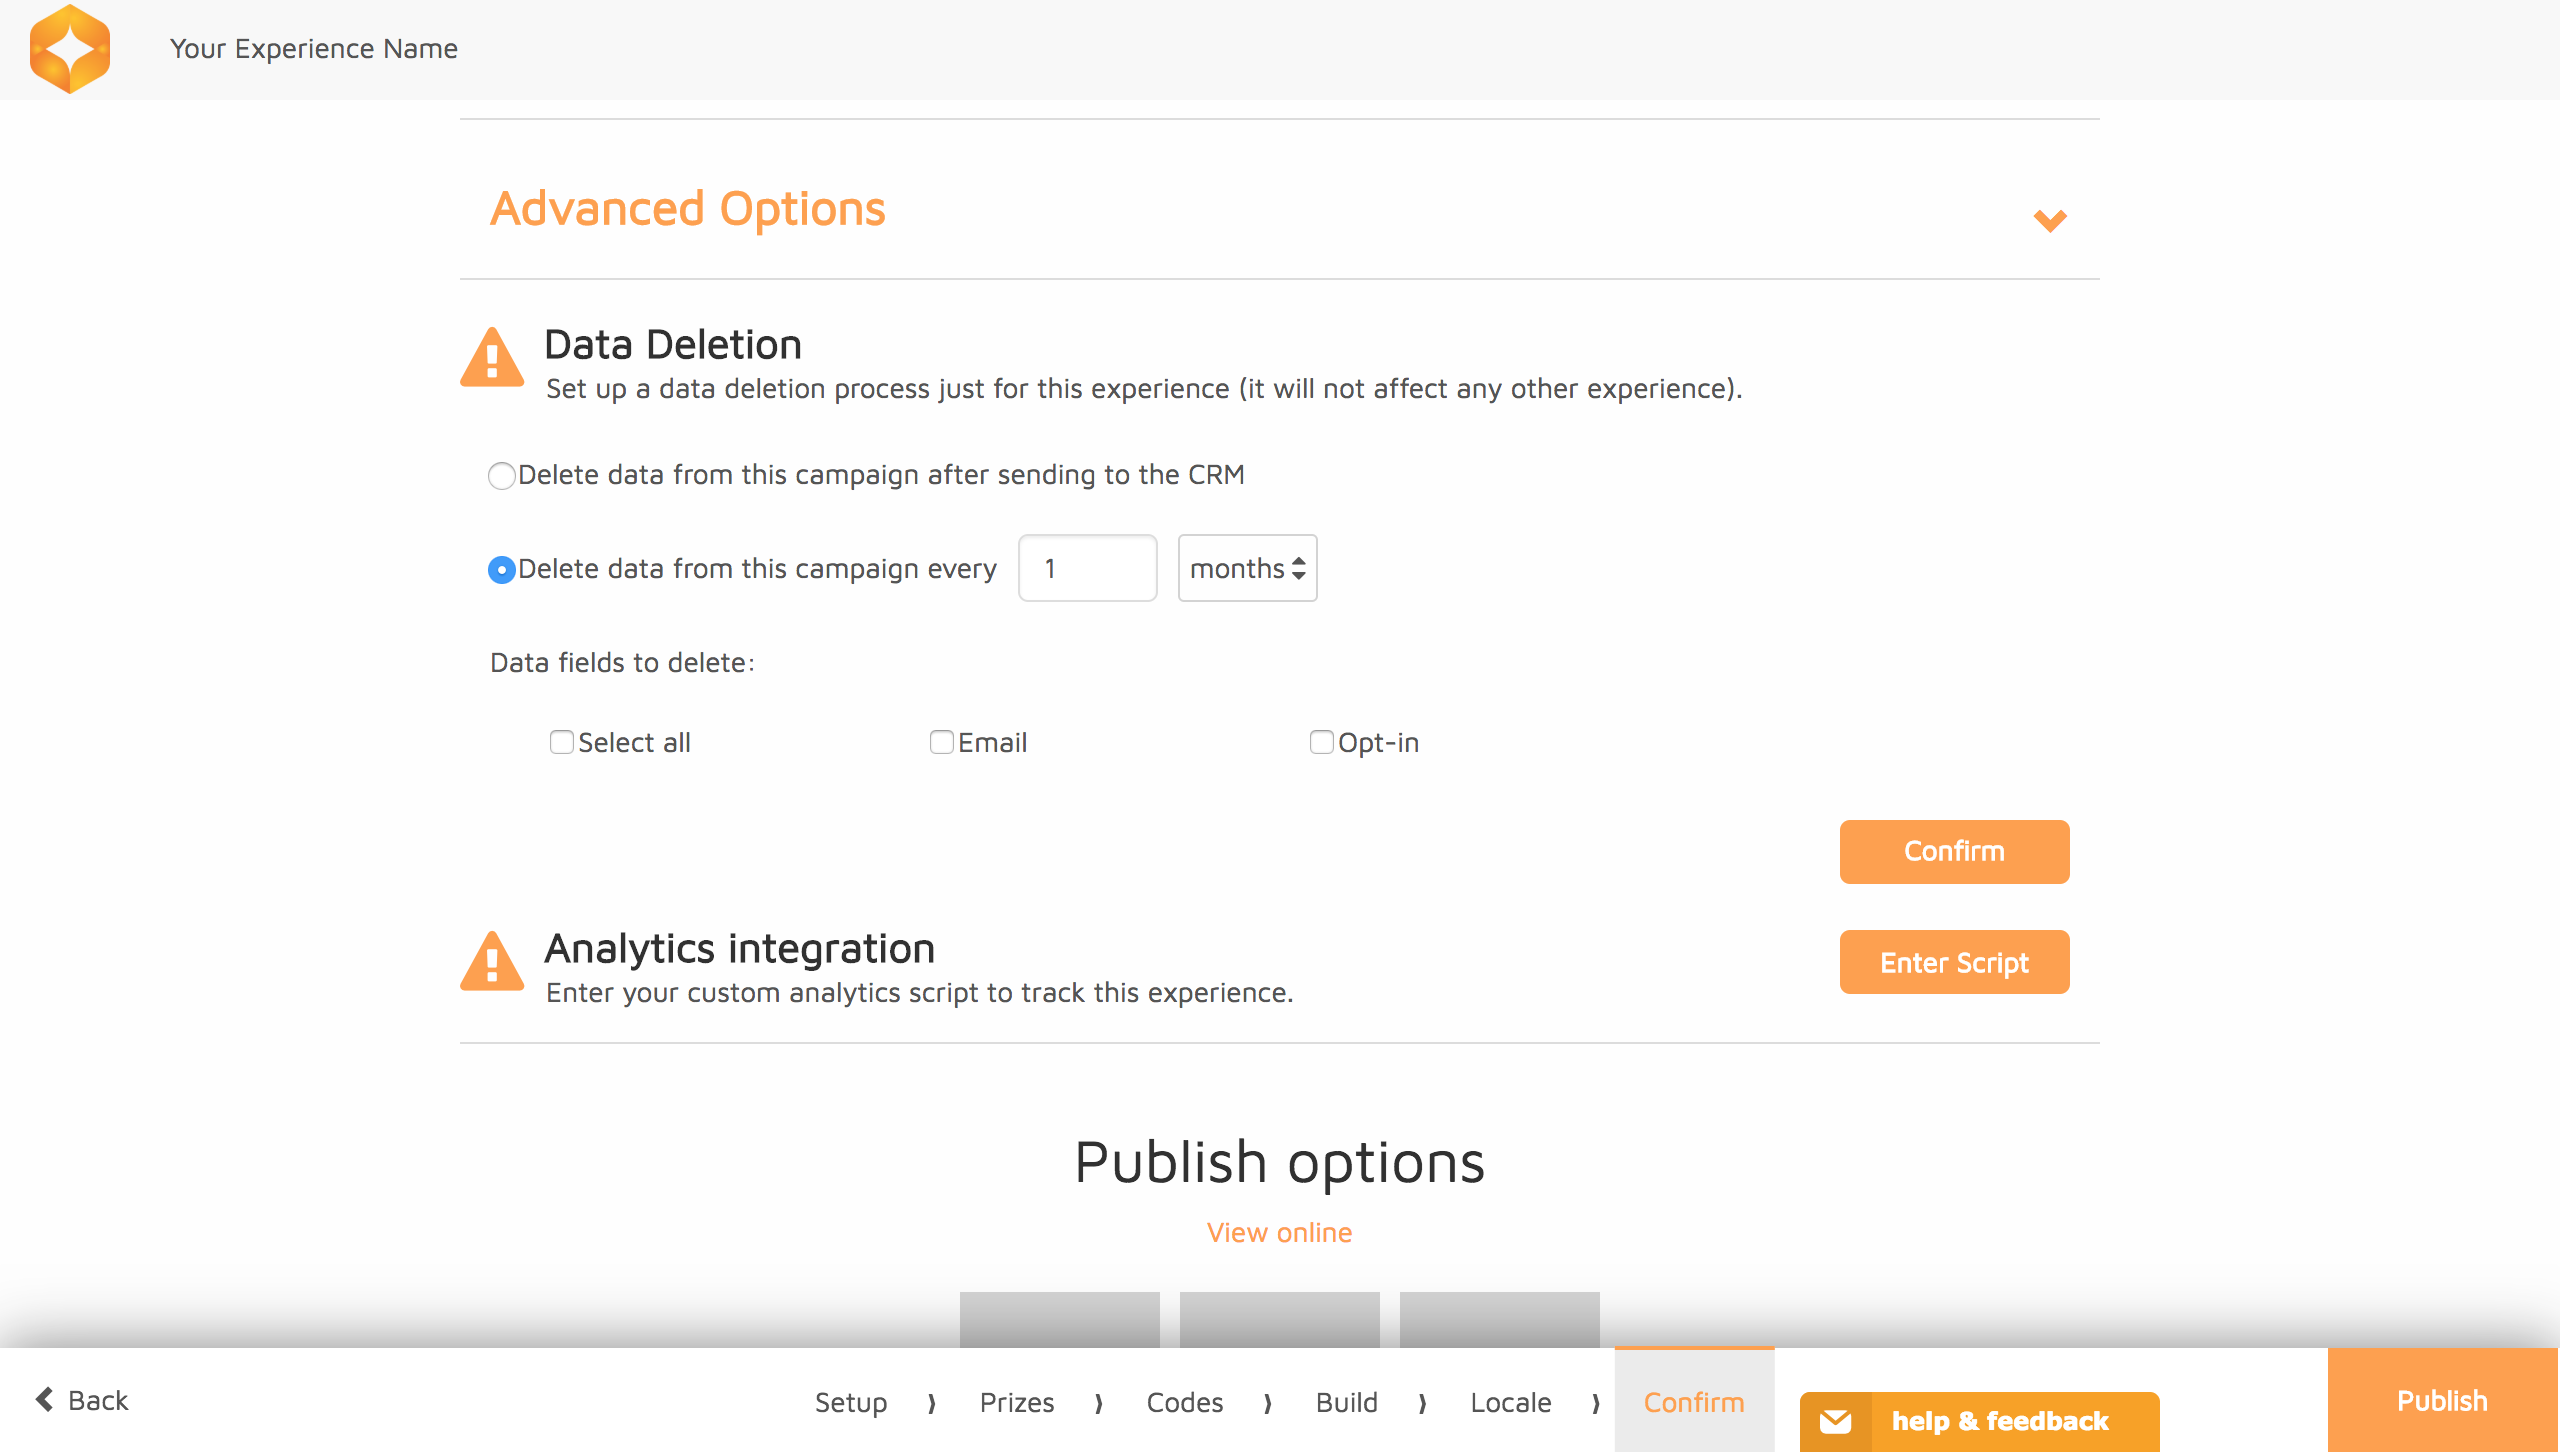 Your Experience Name
Advanced Options
Data Deletion
Set up a data deletion process just for this experience (it will not affect any other experience).
Delete data from this campaign after sending to the CRM
Delete data from this campaign every 1 months
Data fields to delete:
Select all Email Opt-in
Confirm
Analytics integration
Enter your custom analytics script to track this experience.
Enter Script
Publish options
View online
Back Setup Prizes Codes Build Locale Confirm help & feedback Publish